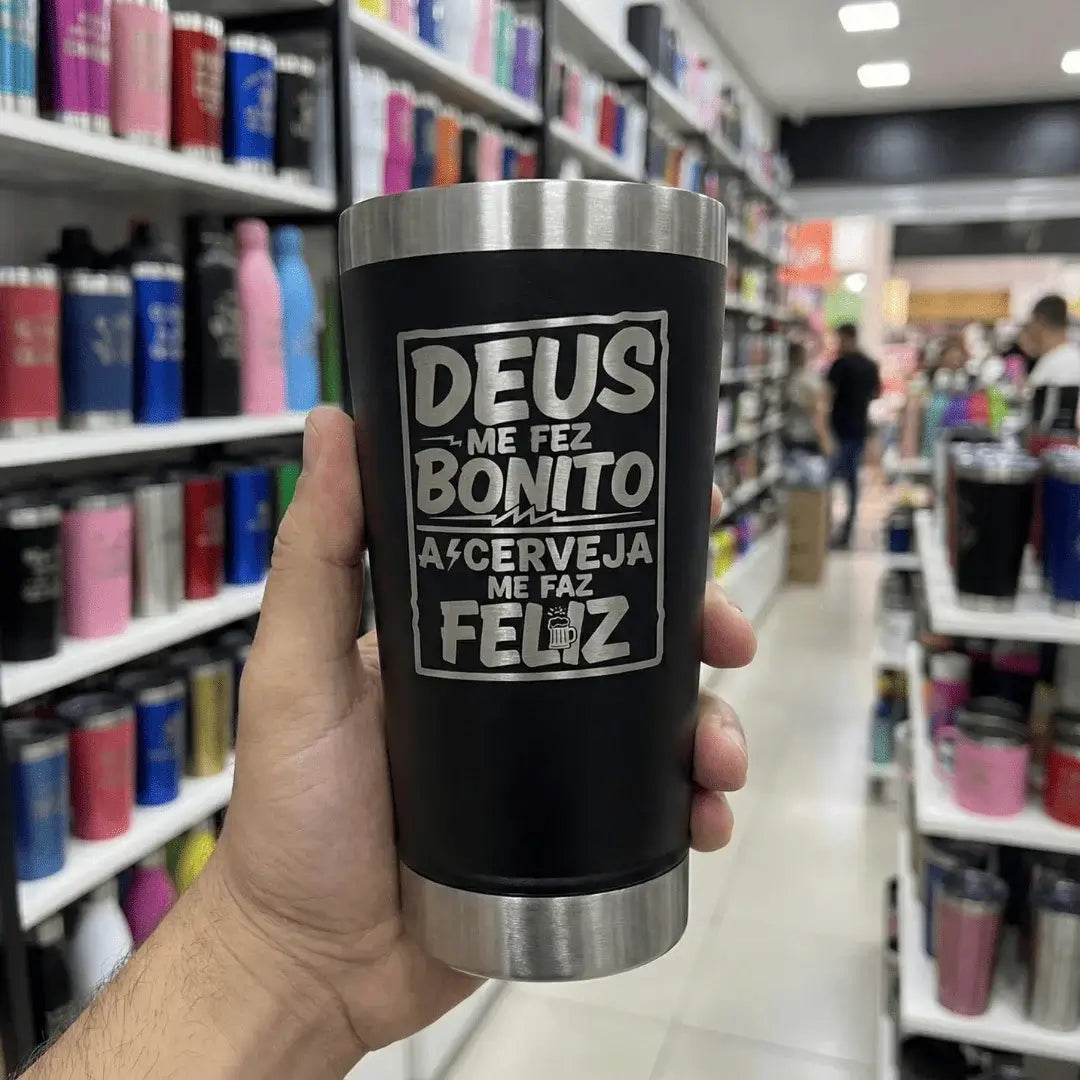 DEUS
ME FEZ
BONITO
A CERVEJA
ME FAZ
FELIZ